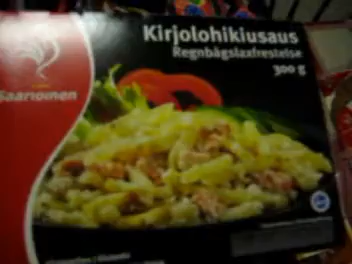 Kirjolohikiusaus
Regnbågslaxfrestelse
300 g
Saarioinen